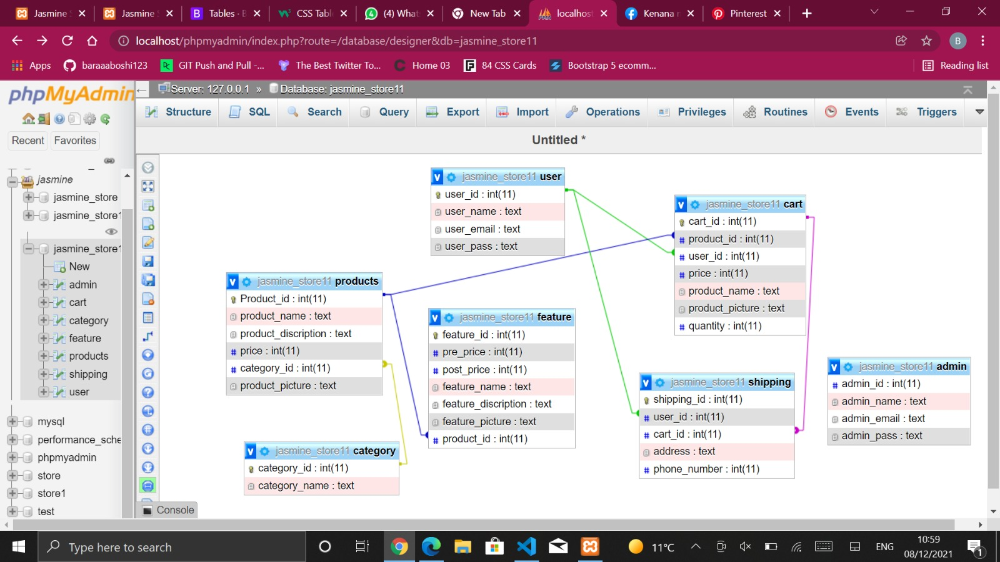 Jasmine S
Jasmine S
Tables · B
CSS Tabl
(4) What
New Tab
localhos
Kenana r
Pinterest
localhost/phpmyadmin/index.php?route=/database/designer&db=jasmine_store11
B
Apps
baraaaboshi123
GIT Push and Pull -...
The Best Twitter To...
Home 03
84 CSS Cards
Bootstrap 5 ecomm...
Reading list
phpMyAdmin
Recent
Favorites
jasmine
jasmine_store
jasmine_store1
jasmine_store1
New
admin
cart
category
feature
products
shipping
user
mysql
performance_sche
phpmyadmin
store
store1
test
Server: 127.0.0.1 » Database: jasmine_store11
Structure
SQL
Search
Query
Export
Import
Operations
Privileges
Routines
Events
Triggers
Untitled *
jasmine_store11 user
user_id : int(11)
user_name : text
user_email : text
user_pass : text
jasmine_store11 cart
cart_id : int(11)
product_id : int(11)
user_id : int(11)
price : int(11)
product_name : text
product_picture : text
quantity : int(11)
jasmine_store11 products
Product_id : int(11)
product_name : text
product_discription : text
price : int(11)
category_id : int(11)
product_picture : text
jasmine_store11 feature
feature_id : int(11)
pre_price : int(11)
post_price : int(11)
feature_name : text
feature_discription : text
feature_picture : text
product_id : int(11)
jasmine_store11 shipping
shipping_id : int(11)
user_id : int(11)
cart_id : int(11)
address : text
phone_number : int(11)
jasmine_store11 admin
admin_id : int(11)
admin_name : text
admin_email : text
admin_pass : text
jasmine_store11 category
category_id : int(11)
category_name : text
Console
Type here to search
11°C
ENG
10:59
08/12/2021
1